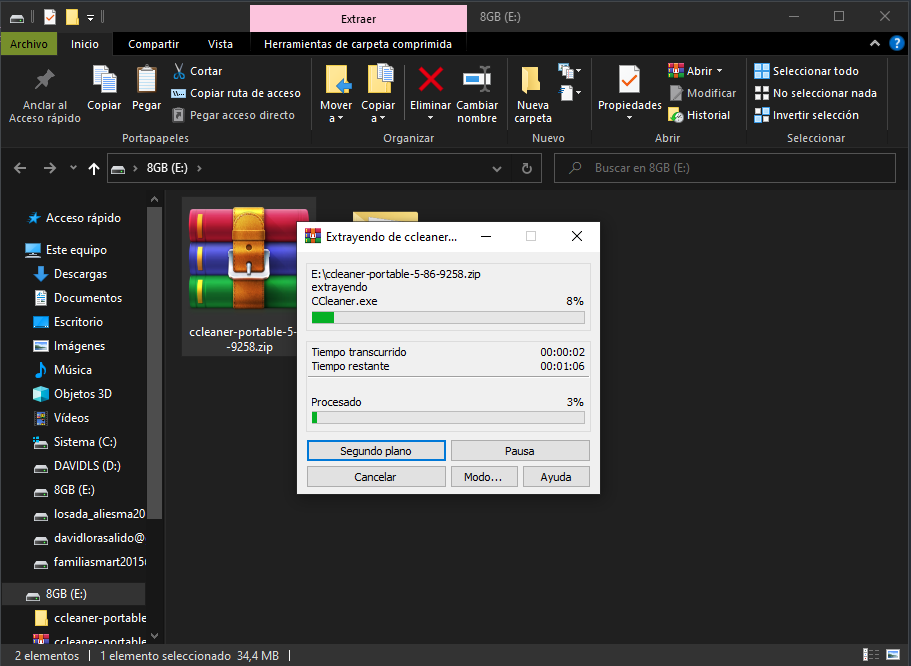 Extraer
8GB (E:)
Archivo
Inicio
Compartir
Vista
Herramientas de carpeta comprimida
Anclar al
Acceso rápido
Copiar
Pegar
Cortar
Copiar ruta de acceso
Pegar acceso directo
Portapapeles
Mover
a
Copiar
a
Eliminar
Cambiar
nombre
Organizar
Nueva
carpeta
Nuevo
Propiedades
Abrir
Modificar
Historial
Abrir
Seleccionar todo
No seleccionar nada
Invertir selección
Seleccionar
8GB (E:)
Buscar en 8GB (E:)
Acceso rápido
Este equipo
Descargas
Documentos
Escritorio
Imágenes
Música
Objetos 3D
Vídeos
Sistema (C:)
DAVIDLS (D:)
8GB (E:)
losada_aliesma20
davidlorasalido@
familiasmart2015
8GB (E:)
ccleaner-portable
ccleaner-portable
ccleaner-portable-5-
-9258.zip
Extrayendo de ccleaner...
E:\ccleaner-portable-5-86-9258.zip
extrayendo
CCleaner.exe 8%
Tiempo transcurrido 00:00:02
Tiempo restante 00:01:06
Procesado 3%
Segundo plano
Pausa
Cancelar
Modo...
Ayuda
2 elementos
1 elemento seleccionado 34,4 MB